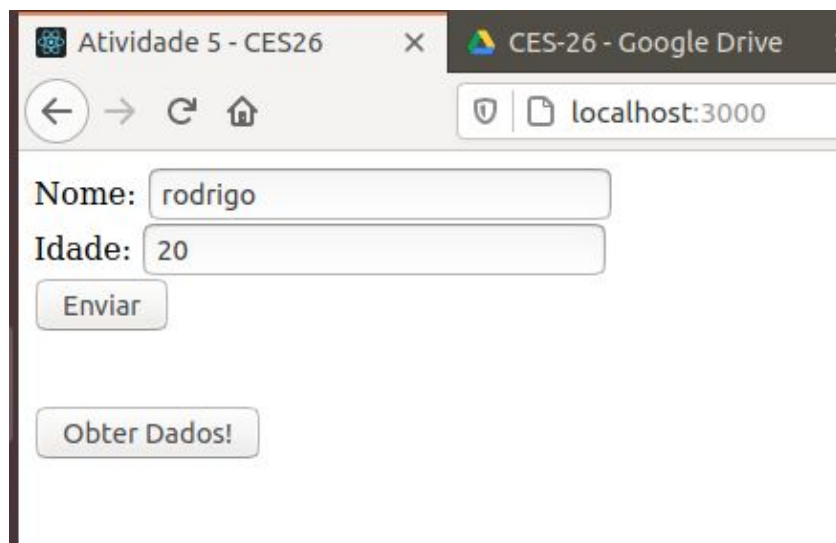 Atividade 5 - CES26
CES-26 - Google Drive
localhost:3000
Nome: rodrigo
Idade: 20
Enviar
Obter Dados!